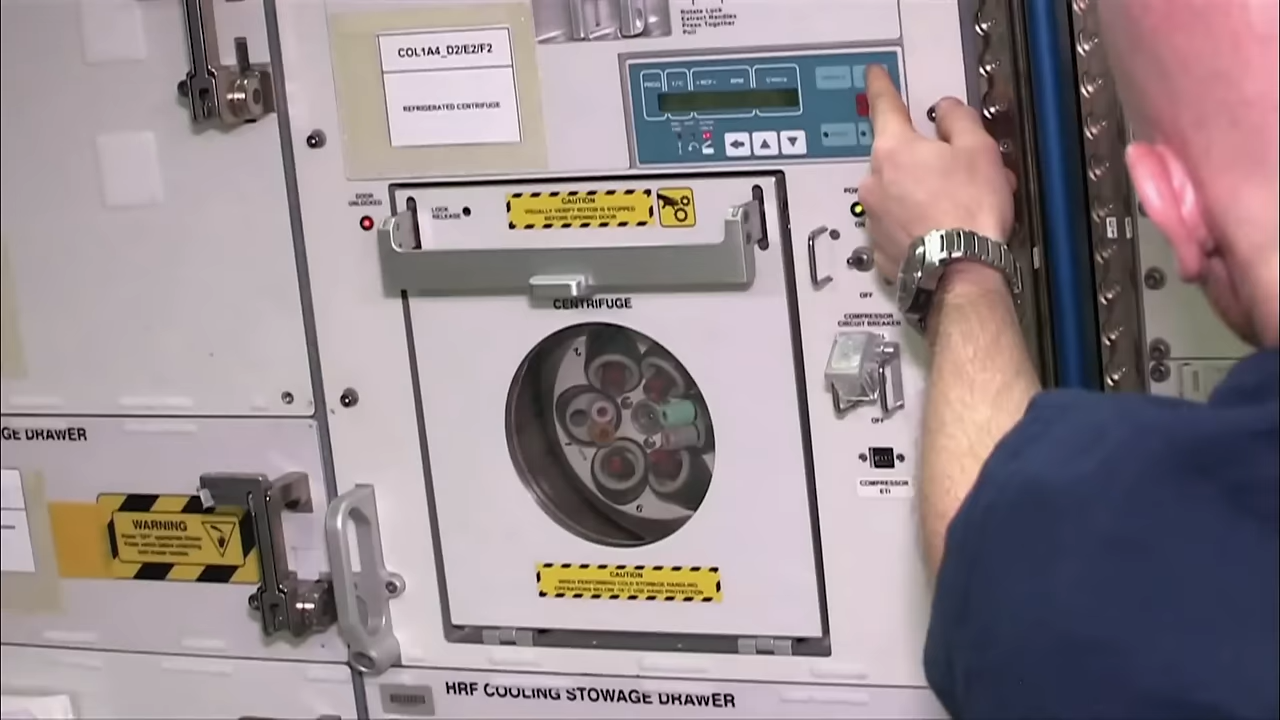 Rotate Lock
Extract Handles
Press Together
Pull
COL1A4_D2/E2/F2
REFRIGERATED CENTRIFUGE
PROG
RPM
DOOR
UNLOCKED
LOCK
RELEASE
CAUTION
VISUALLY VERIFY ROTOR IS STOPPED
BEFORE OPENING DOOR
OFF
CENTRIFUGE
COMPRESSOR
CIRCUIT BREAKER
OFF
COMPRESSOR
ETI
GE DRAWER
WARNING
CAUTION
WHEN PERFORMING COLD STORAGE HANDLING
OPERATIONS BELOW -18°C USE HAND PROTECTION
HRF COOLING STOWAGE DRAWER